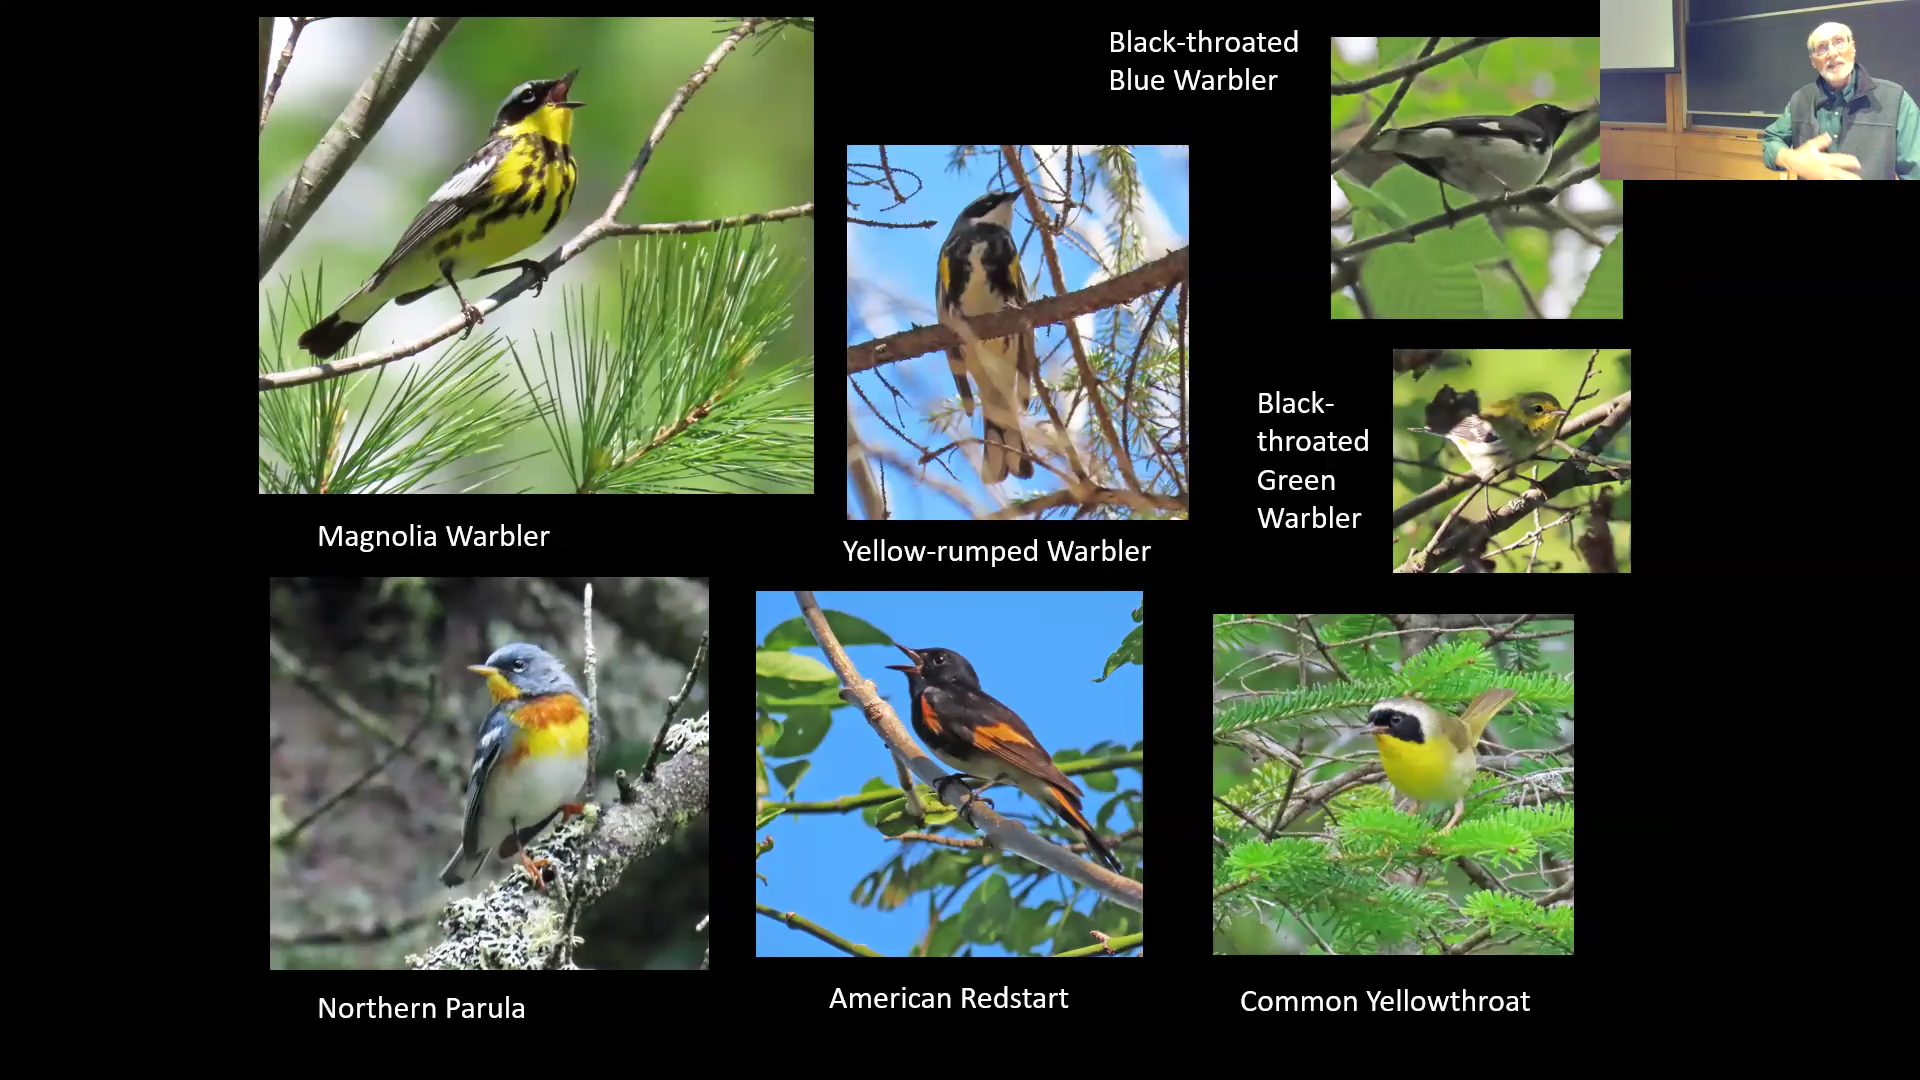 Black-throated
Blue Warbler
Black-
throated
Green
Warbler
Magnolia Warbler
Yellow-rumped Warbler
Northern Parula
American Redstart
Common Yellowthroat